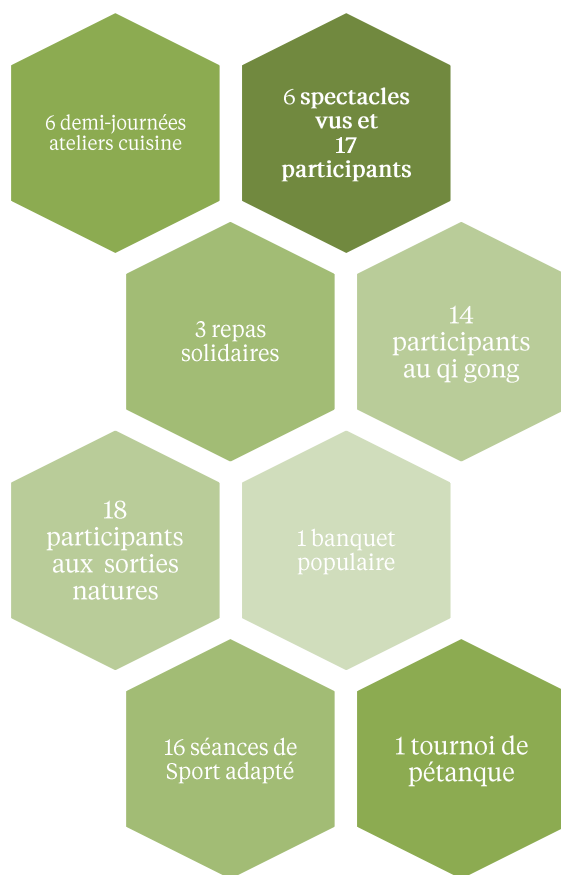 6 demi-journées
ateliers cuisine
6 spectacles
vus et
17
participants
3 repas
solidaires
14
participants
au qi gong
18
participants
aux sorties
natures
1 banquet
populaire
16 séances de
Sport adapté
1 tournoi de
pétanque